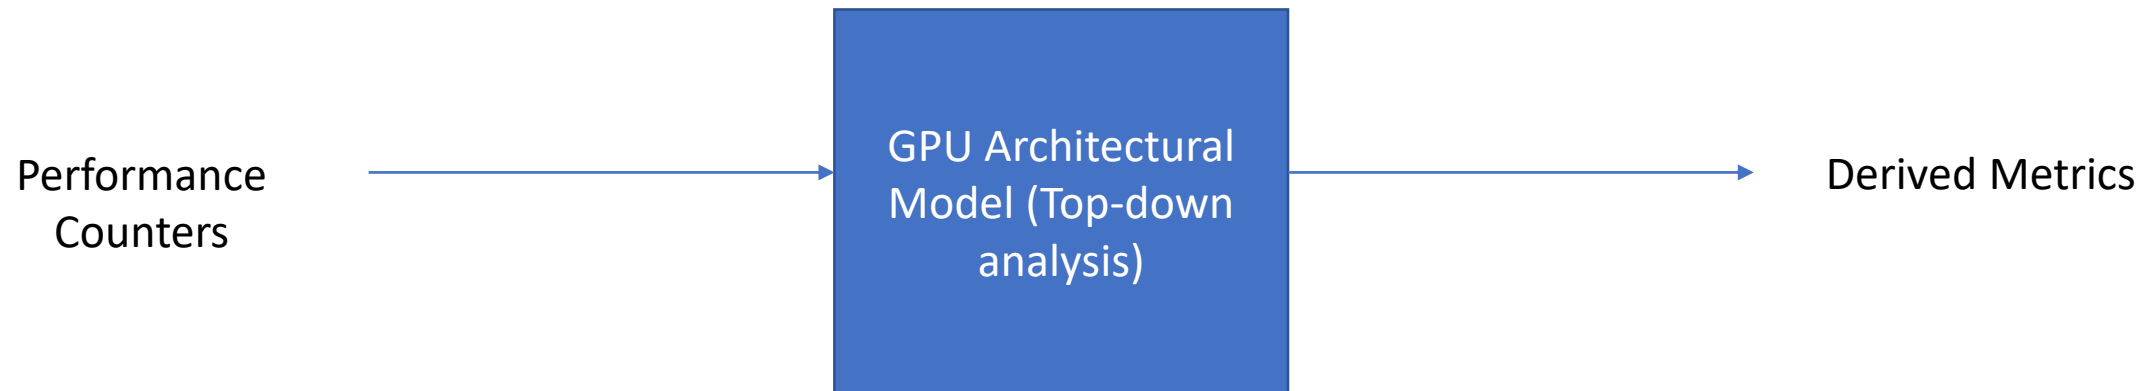 Performance
Counters
GPU Architectural
Model (Top-down
analysis)
Derived Metrics